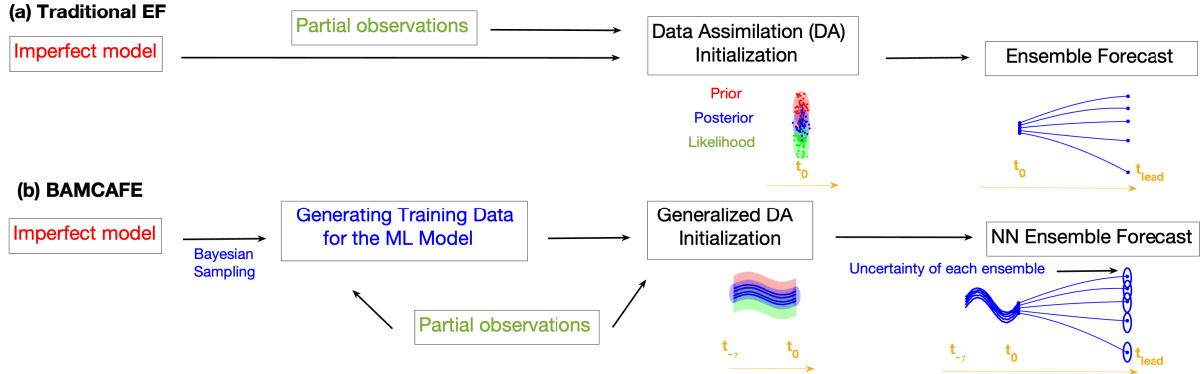 (a) Traditional EF
Partial observations
Imperfect model
Data Assimilation (DA)
Initialization
Ensemble Forecast
Prior
Posterior
Likelihood
t0
t0
tlead
(b) BAMCAFE
Imperfect model
Bayesian
Sampling
Generating Training Data
for the ML Model
Generalized DA
Initialization
NN Ensemble Forecast
Uncertainty of each ensemble
Partial observations
t-τ
t0
t-τ
t0
tlead